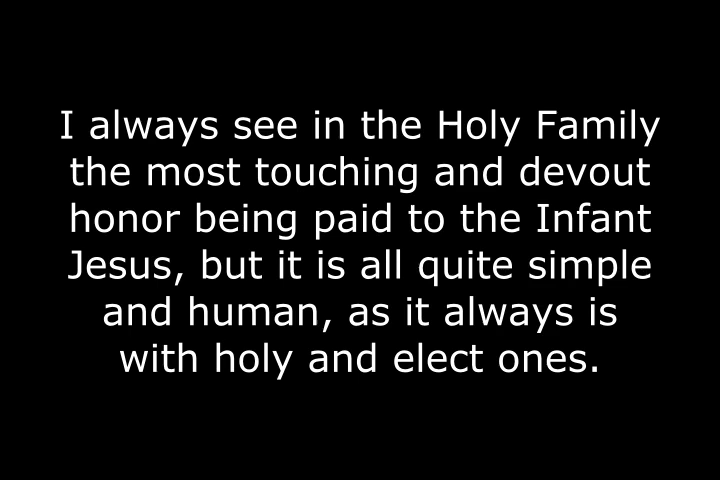 I always see in the Holy Family
the most touching and devout
honor being paid to the Infant
Jesus, but it is all quite simple
and human, as it always is
with holy and elect ones.